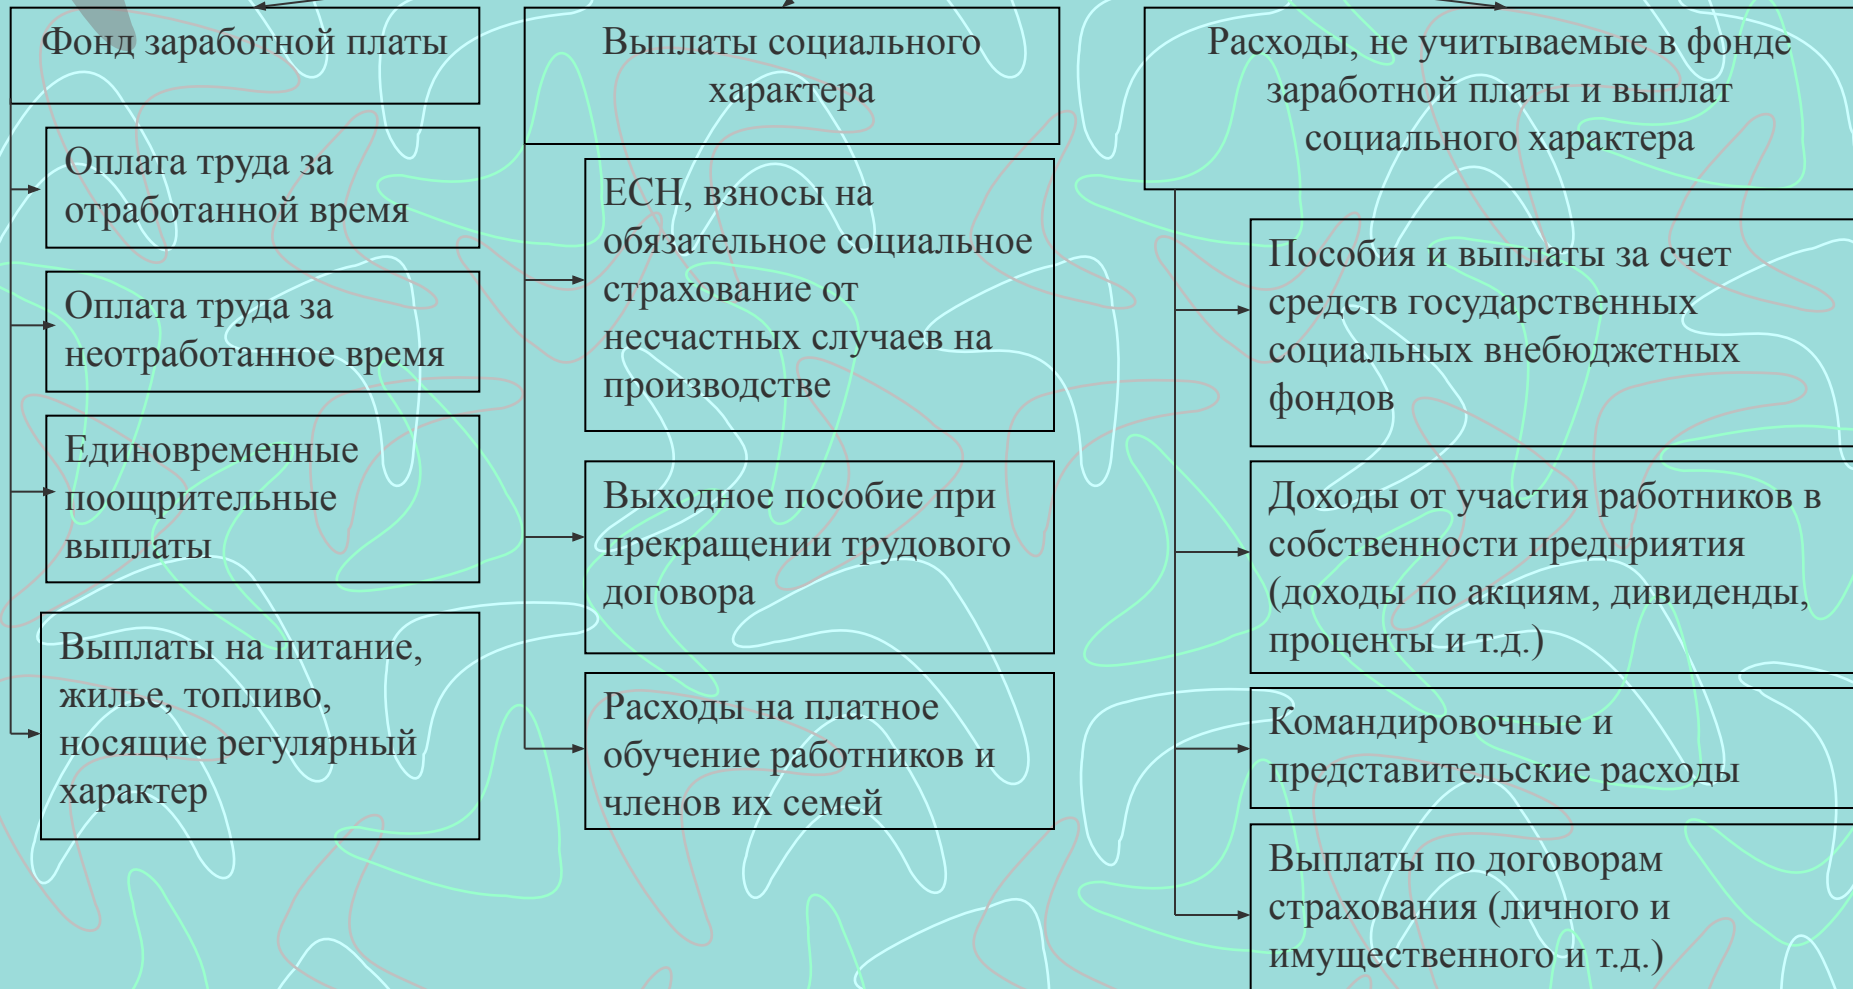 Фонд заработной платы
Оплата труда за
отработанной время
Оплата труда за
неотработанное время
Единовременные
поощрительные
выплаты
Выплаты на питание,
жилье, топливо,
носящие регулярный
характер
Выплаты социального
характера
ЕСН, взносы на
обязательное социальное
страхование от
несчастных случаев на
производстве
Выходное пособие при
прекращении трудового
договора
Расходы на платное
обучение работников и
членов их семей
Расходы, не учитываемые в фонде
заработной платы и выплат
социального характера
Пособия и выплаты за счет
средств государственных
социальных внебюджетных
фондов
Доходы от участия работников в
собственности предприятия
(доходы по акциям, дивиденды,
проценты и т.д.)
Командировочные и
представительские расходы
Выплаты по договорам
страхования (личного и
имущественного и т.д.)